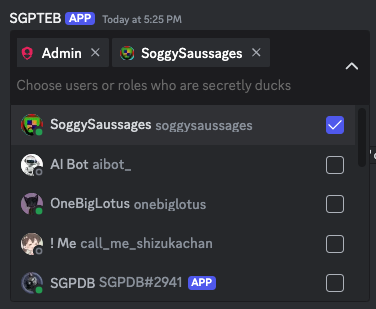 SGPTEB APP Today at 5:25 PM
Admin × SoggySaussages ×
Choose users or roles who are secretly ducks
SoggySaussages soggysaussages
AI Bot aibot_
OneBigLotus onebiglotus
! Me call_me_shizukachan
SGPDB SGPDB#2941 APP